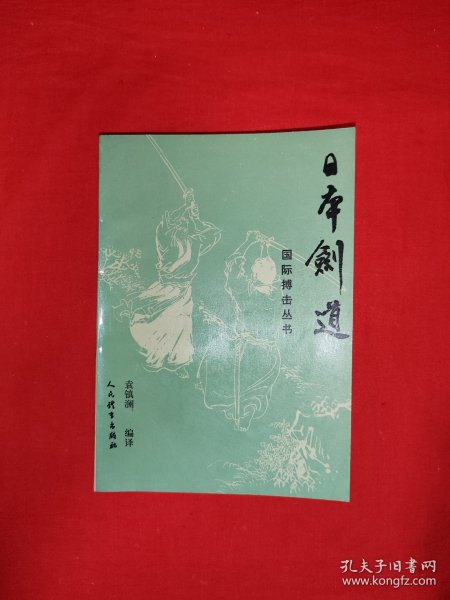 日本劍道
国际搏击丛书
袁镇澜 编译
人民体育出版社
孔夫子旧书网
www.kongfz.com